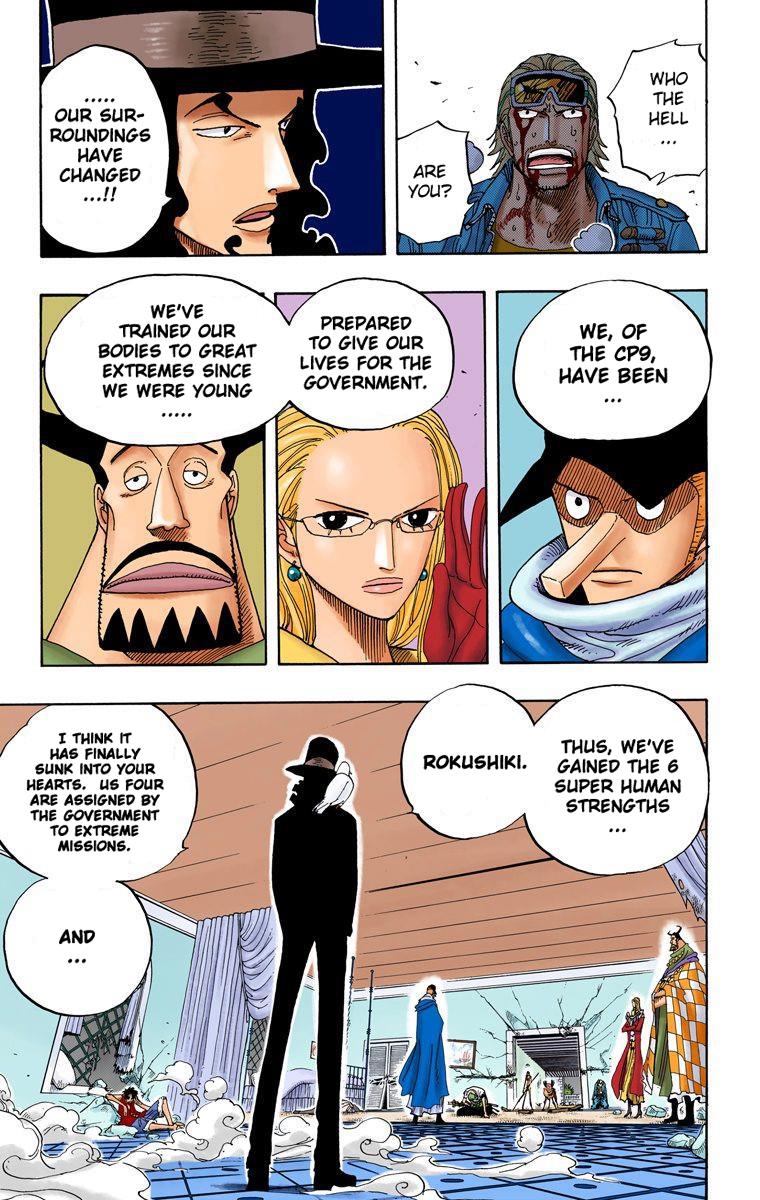 WHO
THE
HELL
...
ARE
YOU?
.....
OUR SUR-
ROUNDINGS
HAVE
CHANGED
...!!
WE, OF
THE CP9,
HAVE BEEN
...
PREPARED
TO GIVE OUR
LIVES FOR THE
GOVERNMENT.
WE'VE
TRAINED OUR
BODIES TO GREAT
EXTREMES SINCE
WE WERE YOUNG
.....
THUS, WE'VE
GAINED THE 6
SUPER HUMAN
STRENGTHS
...
ROKUSHIKI.
I THINK IT
HAS FINALLY
SUNK INTO YOUR
HEARTS. US FOUR
ARE ASSIGNED BY
THE GOVERNMENT
TO EXTREME
MISSIONS.
AND
...